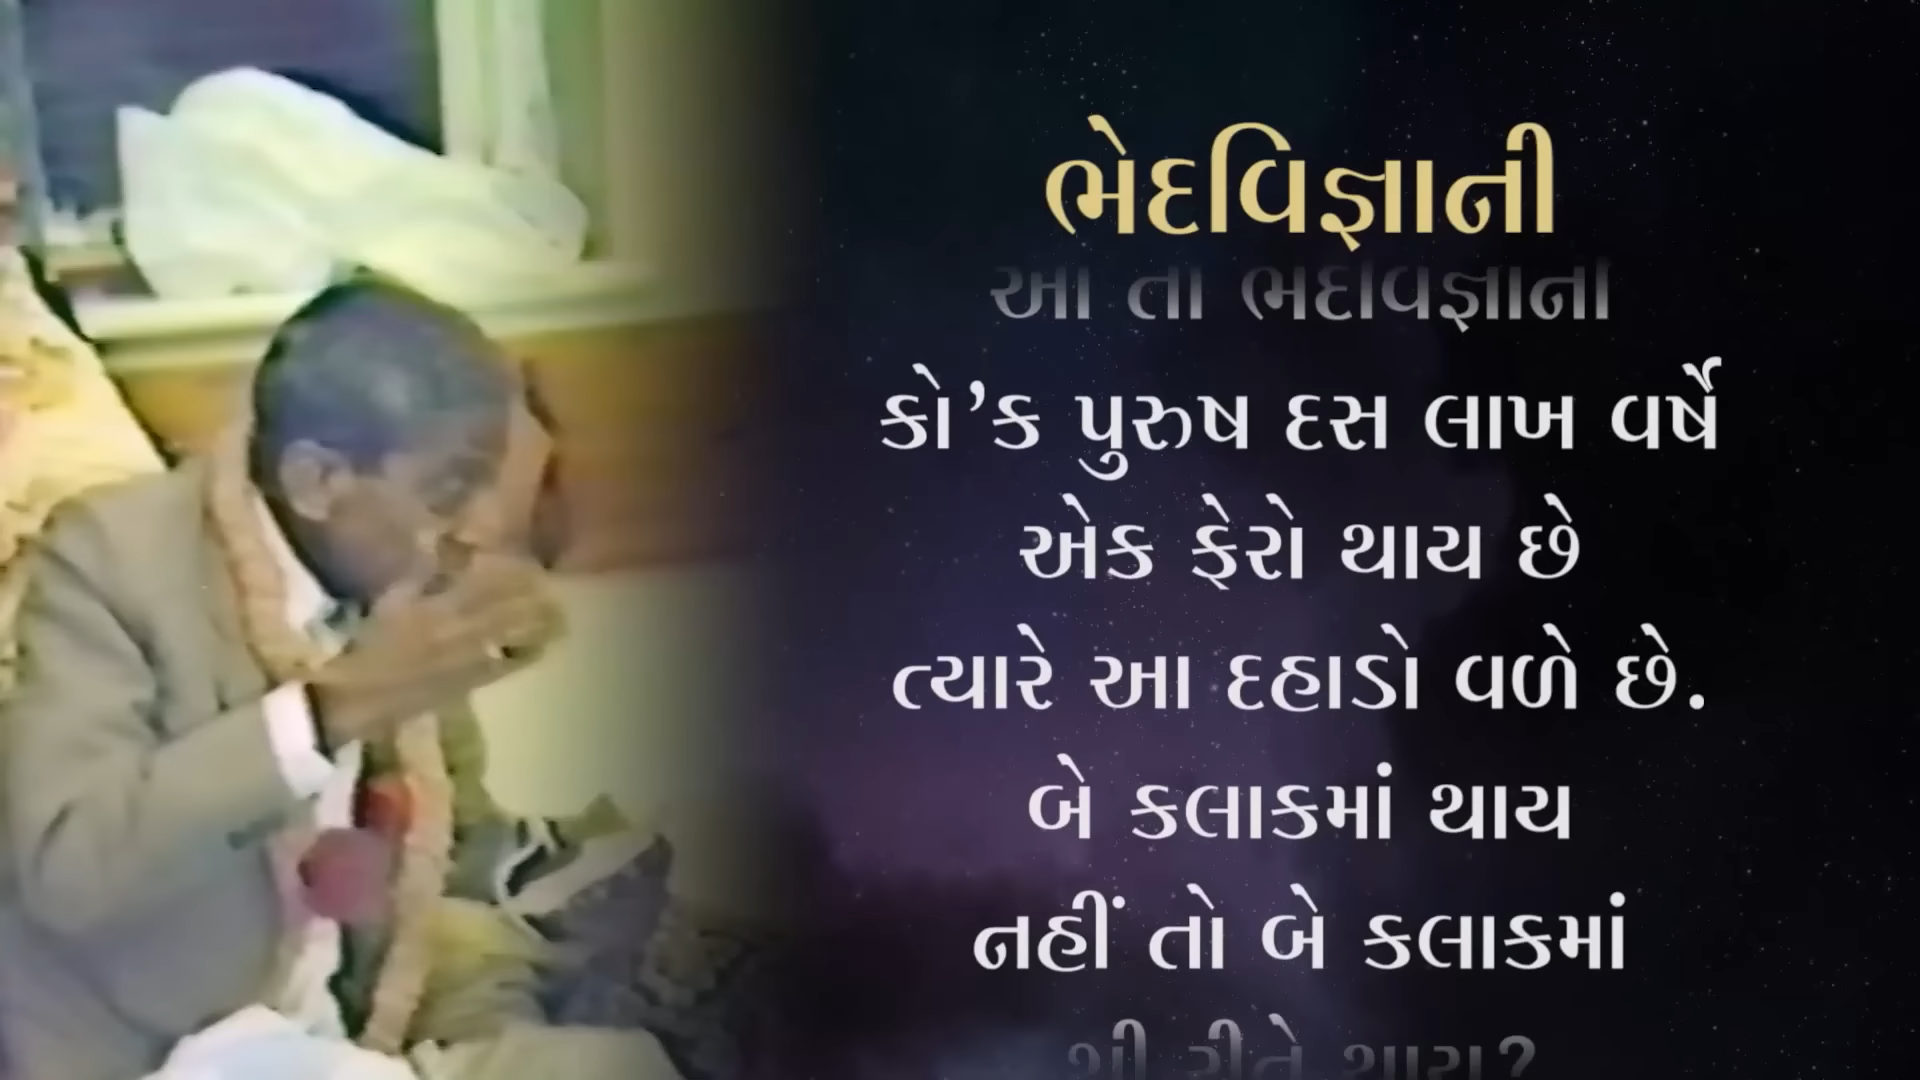 ભેદવિજ્ઞાની
આ તો ભેદવિજ્ઞાની
કો’ક પુરુષ દસ લાખ વર્ષે
એક ફેરો થાય છે
ત્યારે આ દહાડો વળે છે.
બે કલાકમાં થાય
નહીં તો બે કલાકમાં
શી રીતે થાય?